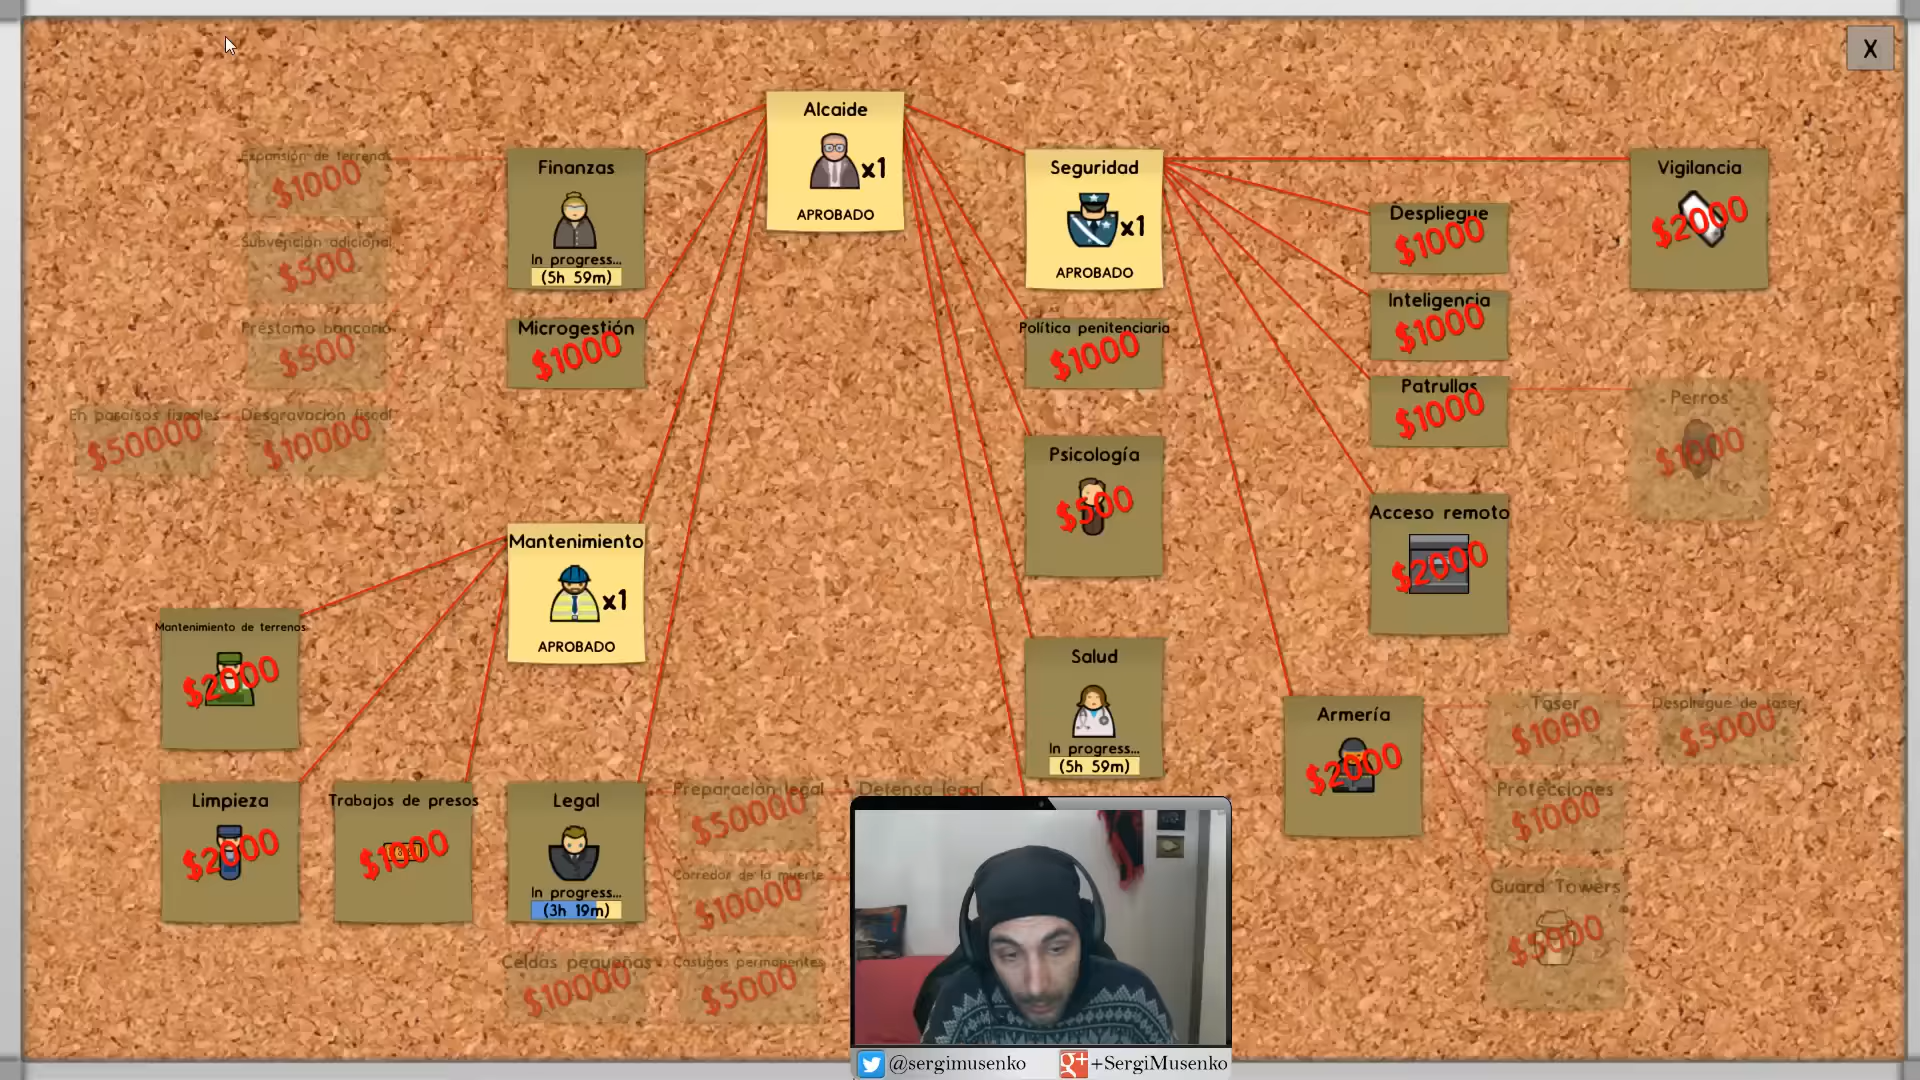 X
Alcaide
x1
APROBADO
Expansión de terrenos
$1000
Finanzas
In progress...
(5h 59m)
Seguridad
x1
APROBADO
Vigilancia
$2000
Despliegue
$1000
Subvención adicional
$500
Inteligencia
$1000
Préstamo bancario
$500
Microgestión
$1000
Política penitenciaria
$1000
Patrullas
$1000
Perros
$1000
En paraísos fiscales
$50000
Desgravación fiscal
$10000
Psicología
$500
Acceso remoto
$2000
Mantenimiento
x1
APROBADO
Mantenimiento de terrenos
$2000
Salud
In progress...
(5h 59m)
Armería
$2000
Taser
$1000
Despliegue de taser
$5000
Limpieza
$2000
Trabajos de presos
$1000
Legal
In progress...
(3h 19m)
Preparación legal
$5000
Defensa legal
Protecciones
$1000
Corredor de la muerte
$10000
Guard Towers
$5000
Celdas pequeñas
$10000
Castigos permanentes
$5000
@sergimusenko
g+ +SergiMusenko